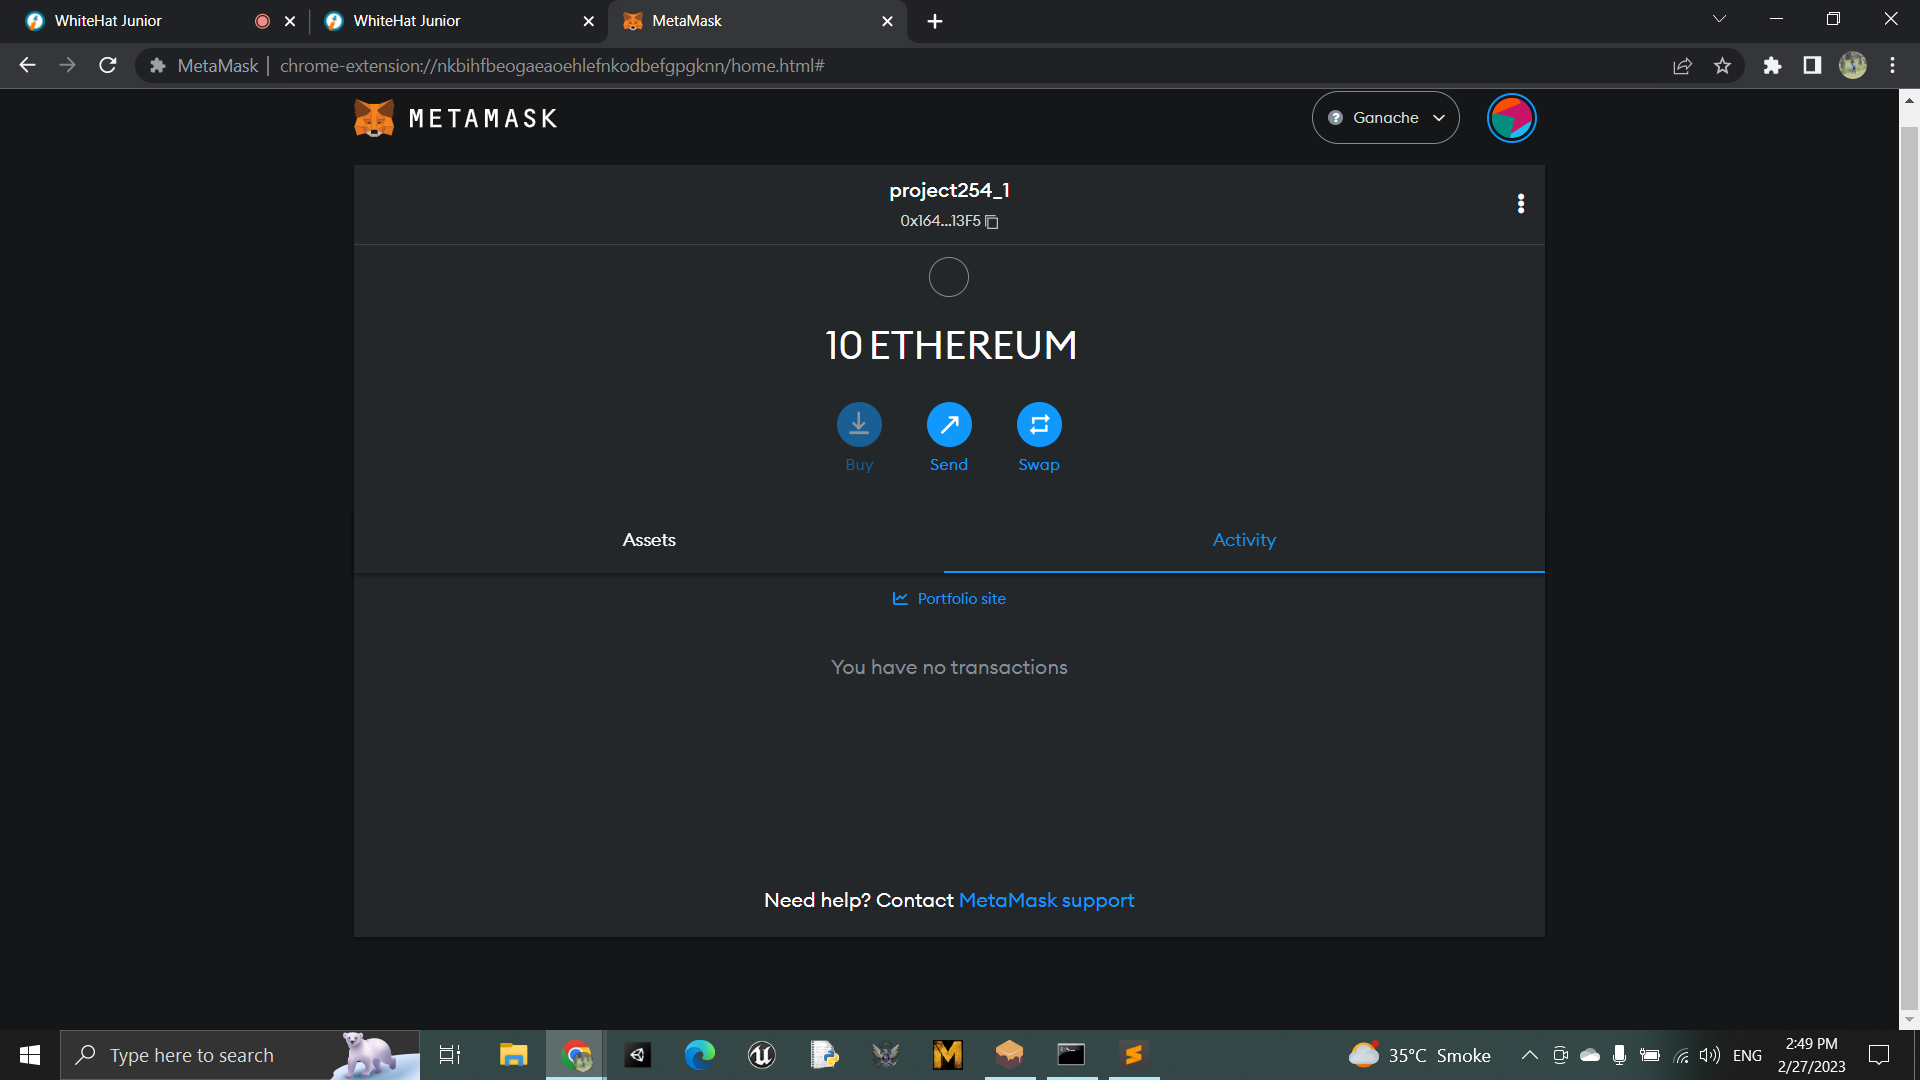 WhiteHat Junior
WhiteHat Junior
MetaMask
MetaMask | chrome-extension://nkbihfbeogaeaoehlefnkodbefgpgknn/home.html#
METAMASK
Ganache
project254_1
0x164...13F5
10 ETHEREUM
Buy
Send
Swap
Assets
Activity
Portfolio site
You have no transactions
Need help? Contact MetaMask support
Type here to search
35°C Smoke
ENG
2:49 PM
2/27/2023